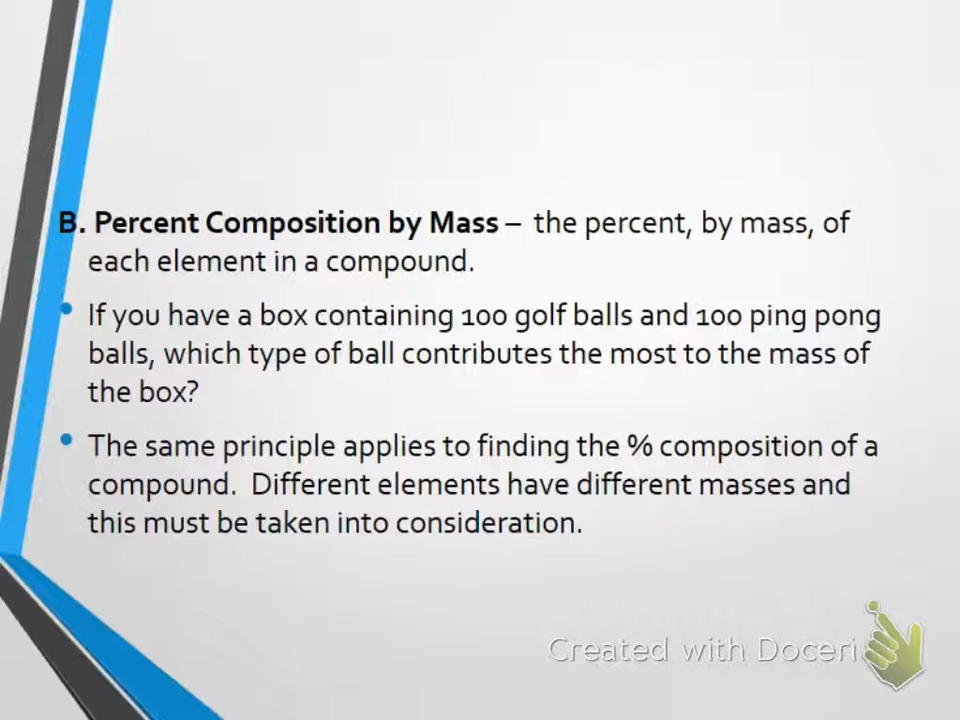 B. Percent Composition by Mass – the percent, by mass, of
each element in a compound.
• If you have a box containing 100 golf balls and 100 ping pong
balls, which type of ball contributes the most to the mass of
the box?
• The same principle applies to finding the % composition of a
compound.  Different elements have different masses and
this must be taken into consideration.
Created with Doceri